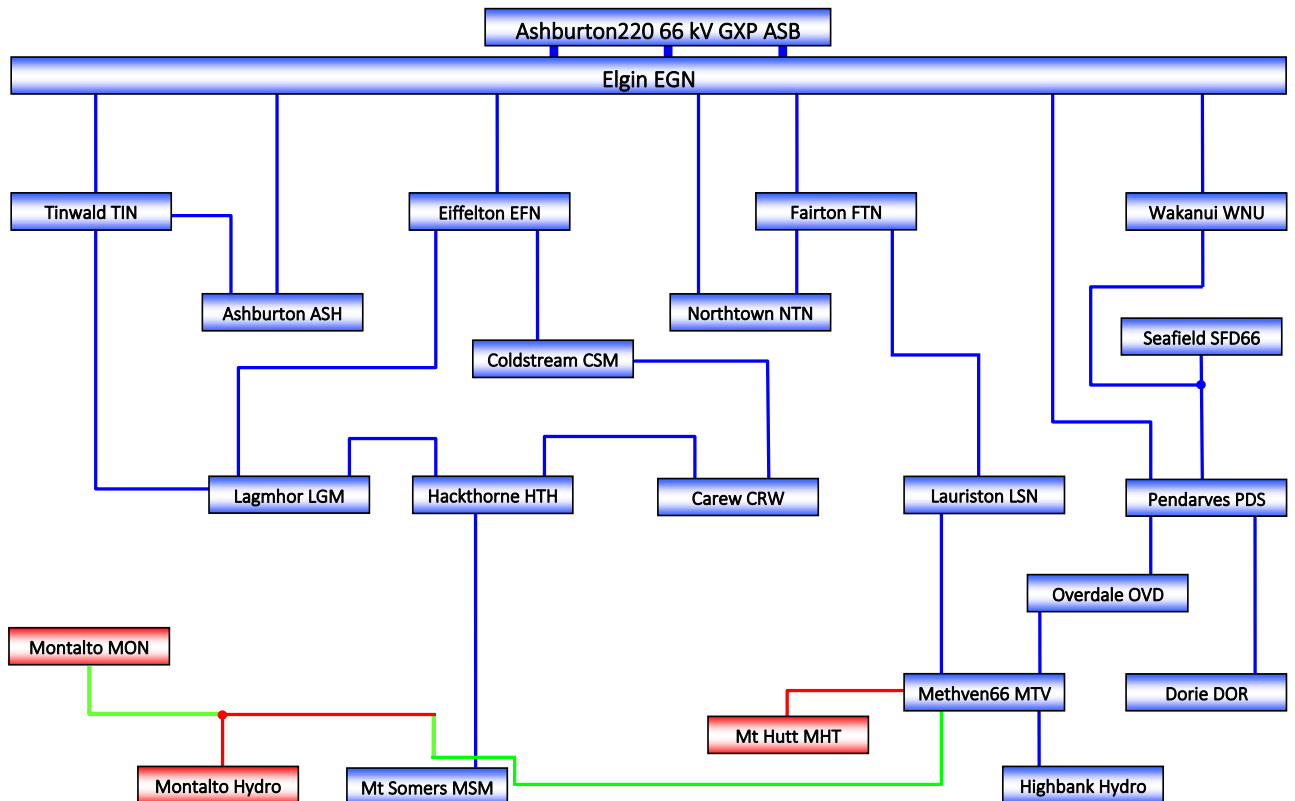 Ashburton220 66 kV GXP ASB
Elgin EGN
Tinwald TIN
Eiffelton EFN
Fairton FTN
Wakanui WNU
Ashburton ASH
Northtown NTN
Seafield SFD66
Coldstream CSM
Lagmhor LGM
Hackthorne HTH
Carew CRW
Lauriston LSN
Pendarves PDS
Overdale OVD
Montalto MON
Methven66 MTV
Dorie DOR
Mt Hutt MHT
Montalto Hydro
Mt Somers MSM
Highbank Hydro